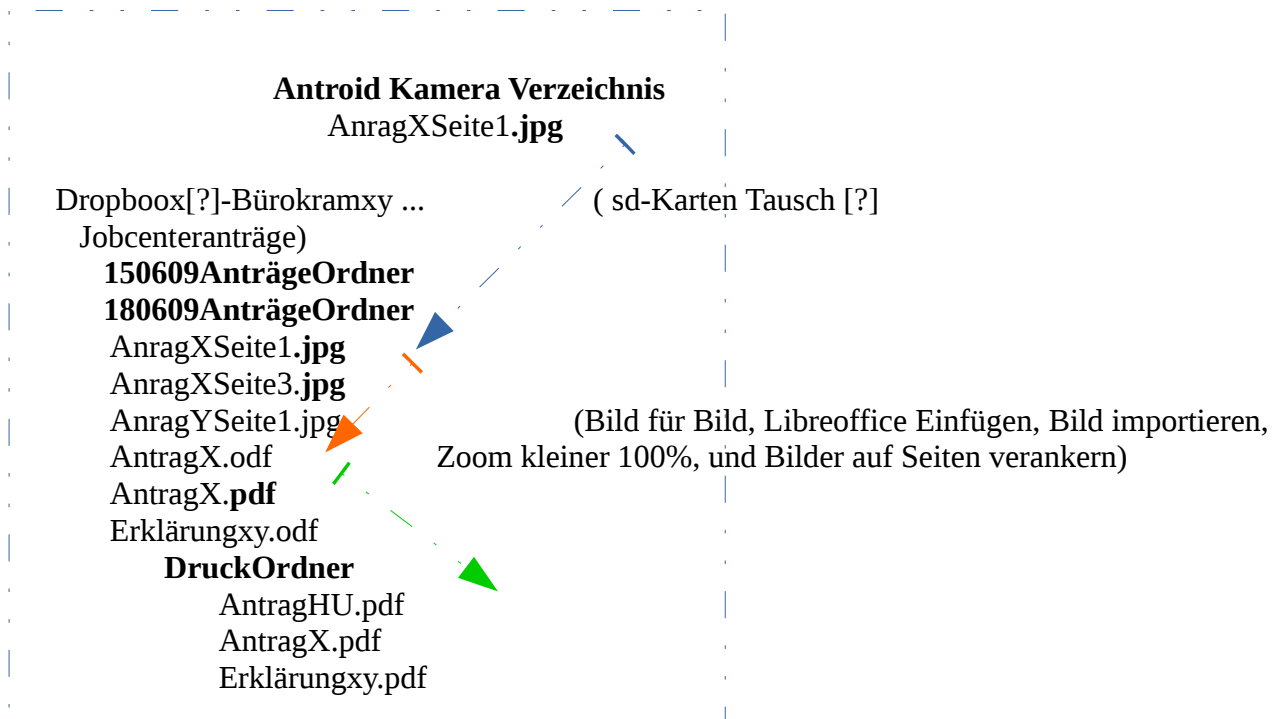 Antroid Kamera Verzeichnis
AnragXSeite1.jpg
Dropboox[?]-Bürokramxy ... ( sd-Karten Tausch [?]
Jobcenteranträge)
150609AnträgeOrdner
180609AnträgeOrdner
AnragXSeite1.jpg
AnragXSeite3.jpg
AnragYSeite1.jpg (Bild für Bild, Libreoffice Einfügen, Bild importieren,
AntragX.odf Zoom kleiner 100%, und Bilder auf Seiten verankern)
AntragX.pdf
Erklärungxy.odf
DruckOrdner
AntragHU.pdf
AntragX.pdf
Erklärungxy.pdf